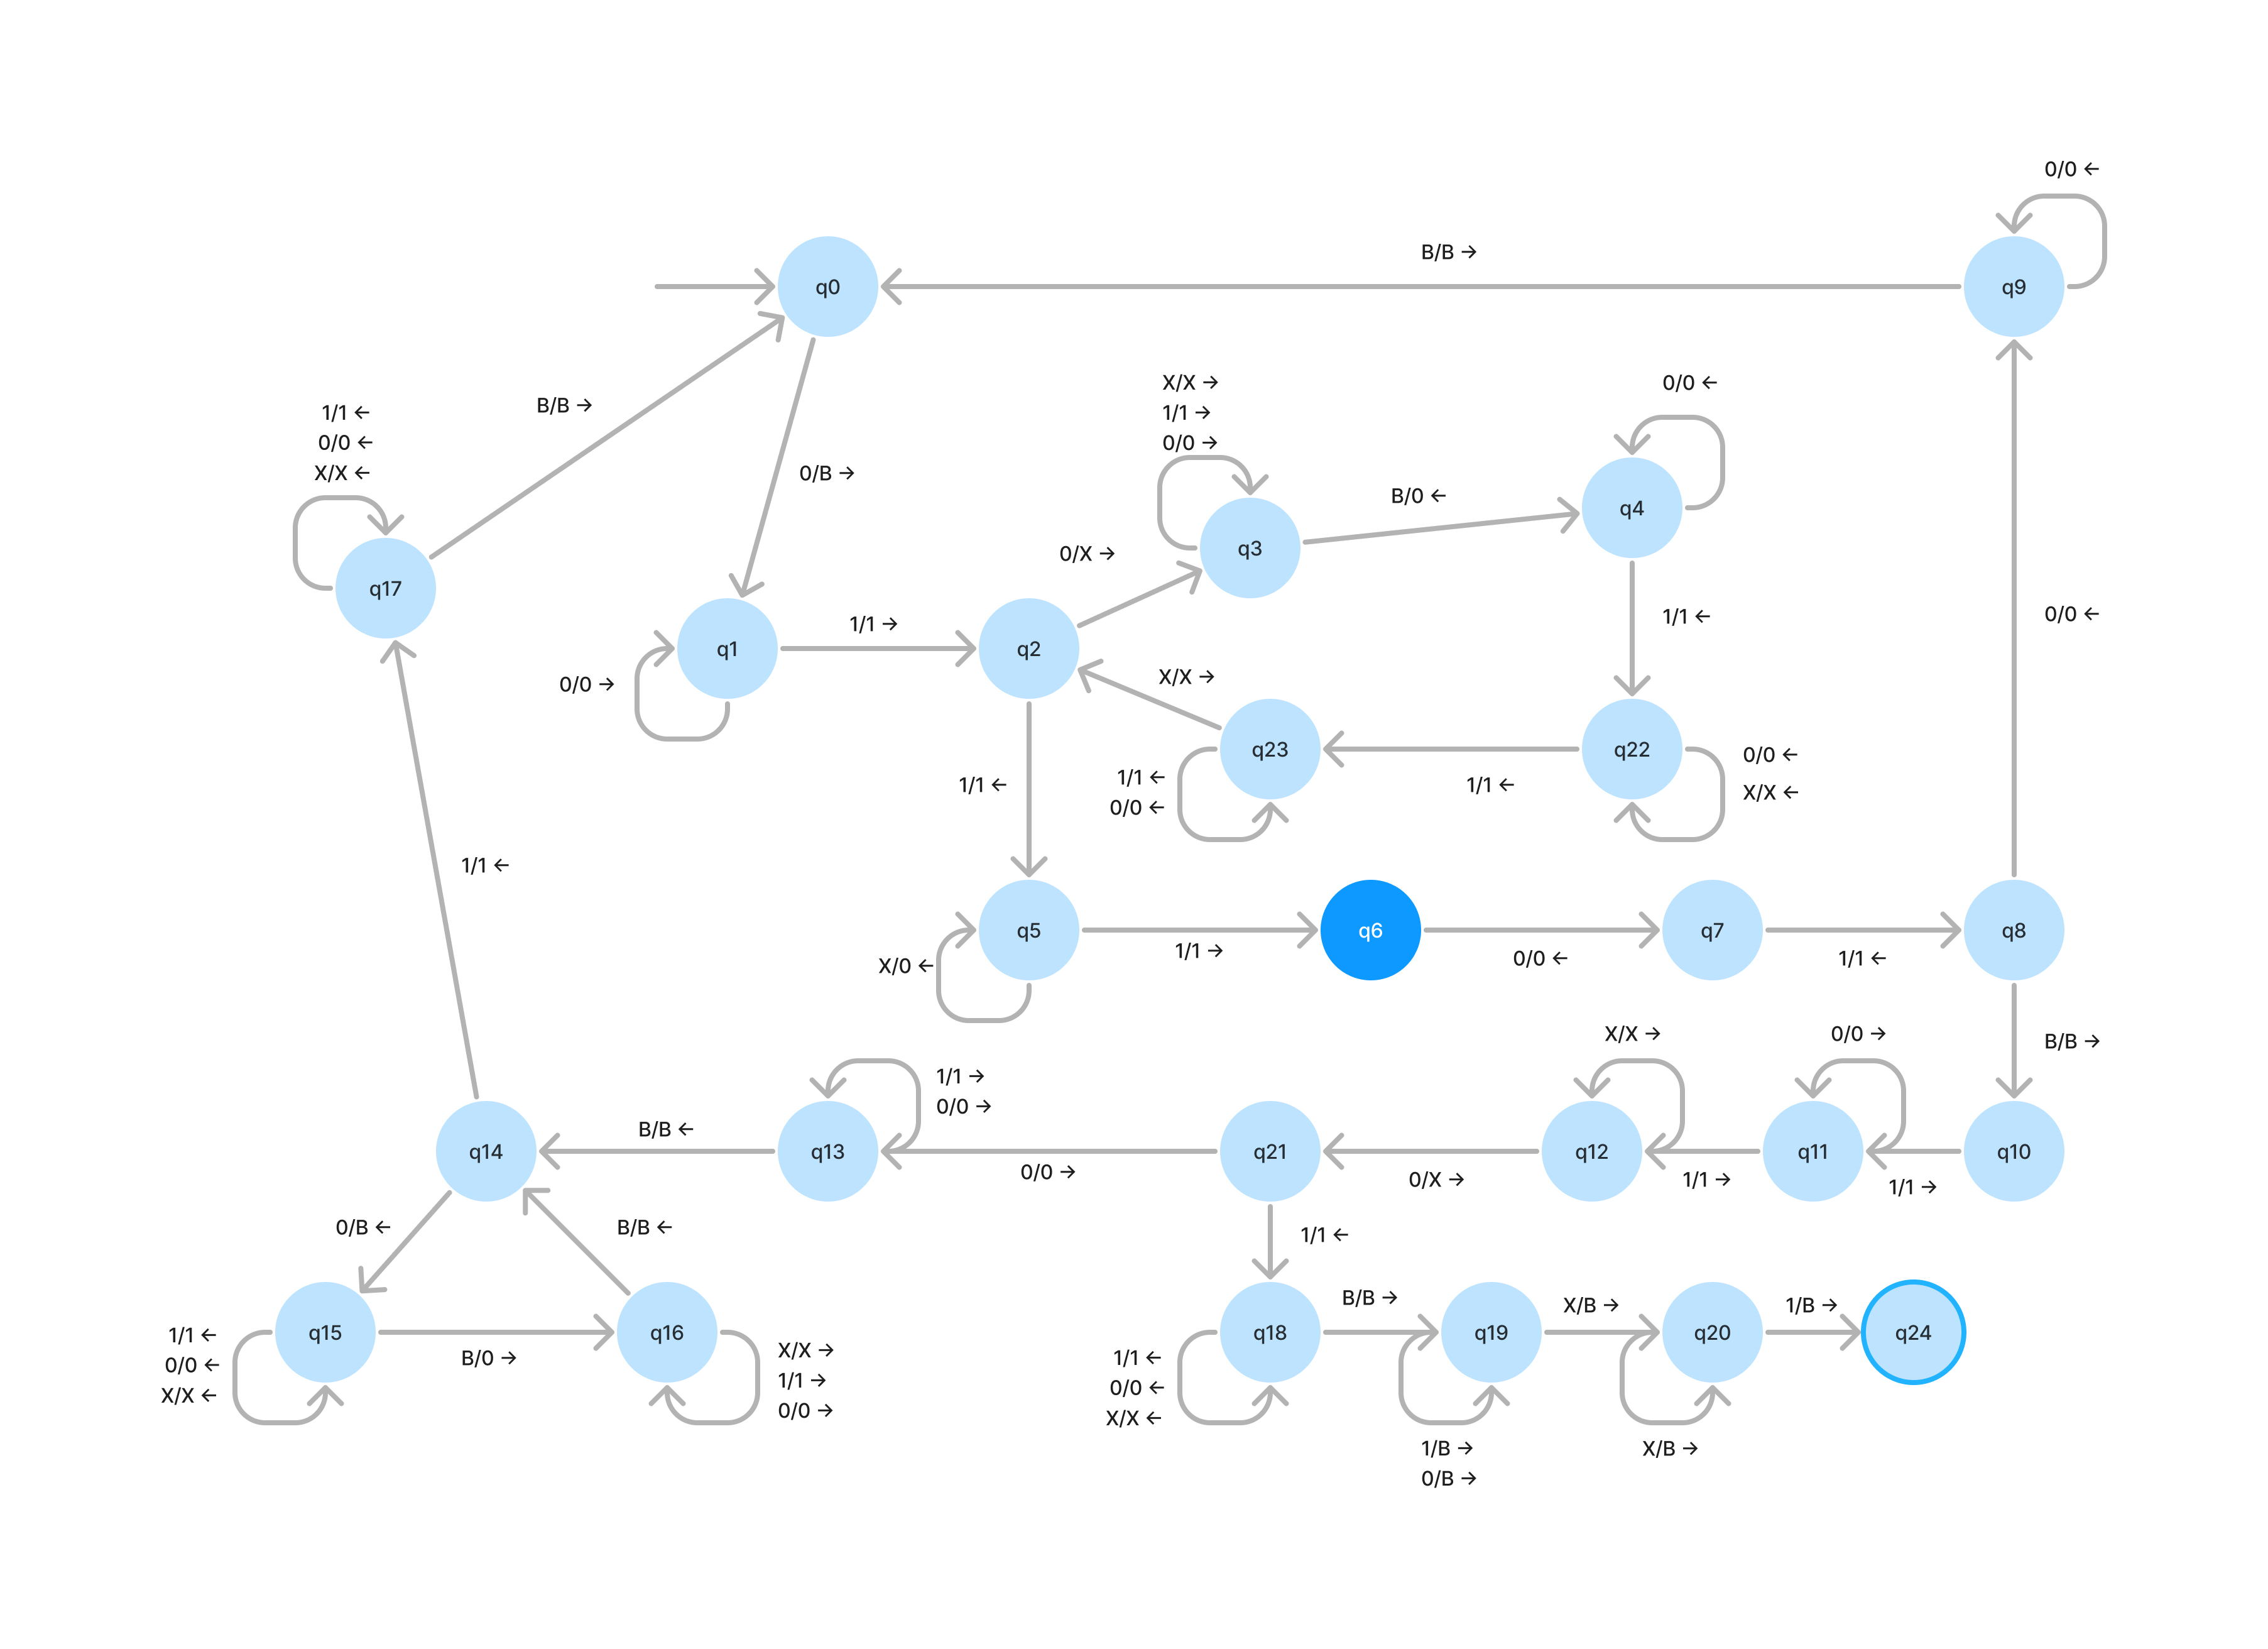 0/0 ←
B/B →
q0
q9
X/X →
1/1 →
0/0 →
0/0 ←
1/1 ←
0/0 ←
X/X ←
B/B →
0/B →
B/0 ←
q4
q3
0/X →
q17
1/1 →
1/1 ←
0/0 ←
q1
q2
X/X →
0/0 →
q23
q22
0/0 ←
X/X ←
1/1 ←
0/0 ←
1/1 ←
1/1 ←
1/1 ←
q5
q6
q7
q8
1/1 →
0/0 ←
1/1 ←
X/0 ←
X/X →
0/0 →
B/B →
1/1 →
0/0 →
B/B ←
q14
q13
q21
q12
q11
q10
0/0 →
0/X →
1/1 →
1/1 →
0/B ←
B/B ←
1/1 ←
B/B →
X/B →
1/B →
q15
q16
q18
q19
q20
q24
1/1 ←
0/0 ←
X/X ←
B/0 →
X/X →
1/1 →
0/0 →
1/1 ←
0/0 ←
X/X ←
1/B →
0/B →
X/B →